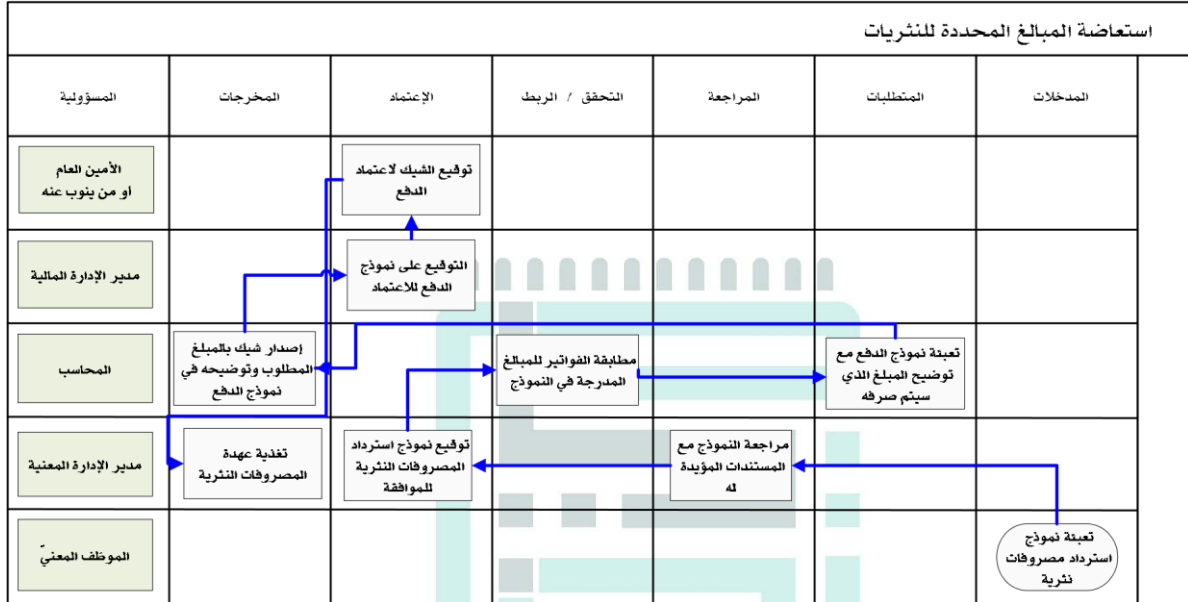 استعاضة المبالغ المحددة للنثريات
المدخلات
المتطلبات
المراجعة
التحقق / الربط
الإعتماد
المخرجات
المسؤولية
توقيع الشيك لاعتماد
الدفع
الأمين العام
او من ينوب عنه
التوقيع على نموذج
الدفع للاعتماد
مدير الإدارة المالية
تعبئة نموذج الدفع مع
توضيح المبلغ الذي
سيتم صرفه
مطابقة الفواتير للمبالغ
المدرجة في النموذج
إصدار شيك بالمبلغ
المطلوب وتوضيحه في
نموذج الدفع
المحاسب
مراجعة النموذج مع
المستندات المؤيدة
له
توقيع نموذج استرداد
المصروفات النثرية
للموافقة
تغذية عهدة
المصروفات النثرية
مدير الإدارة المعنية
تعبئة نموذج
استرداد مصروفات
نثرية
الموظف المعنيّ